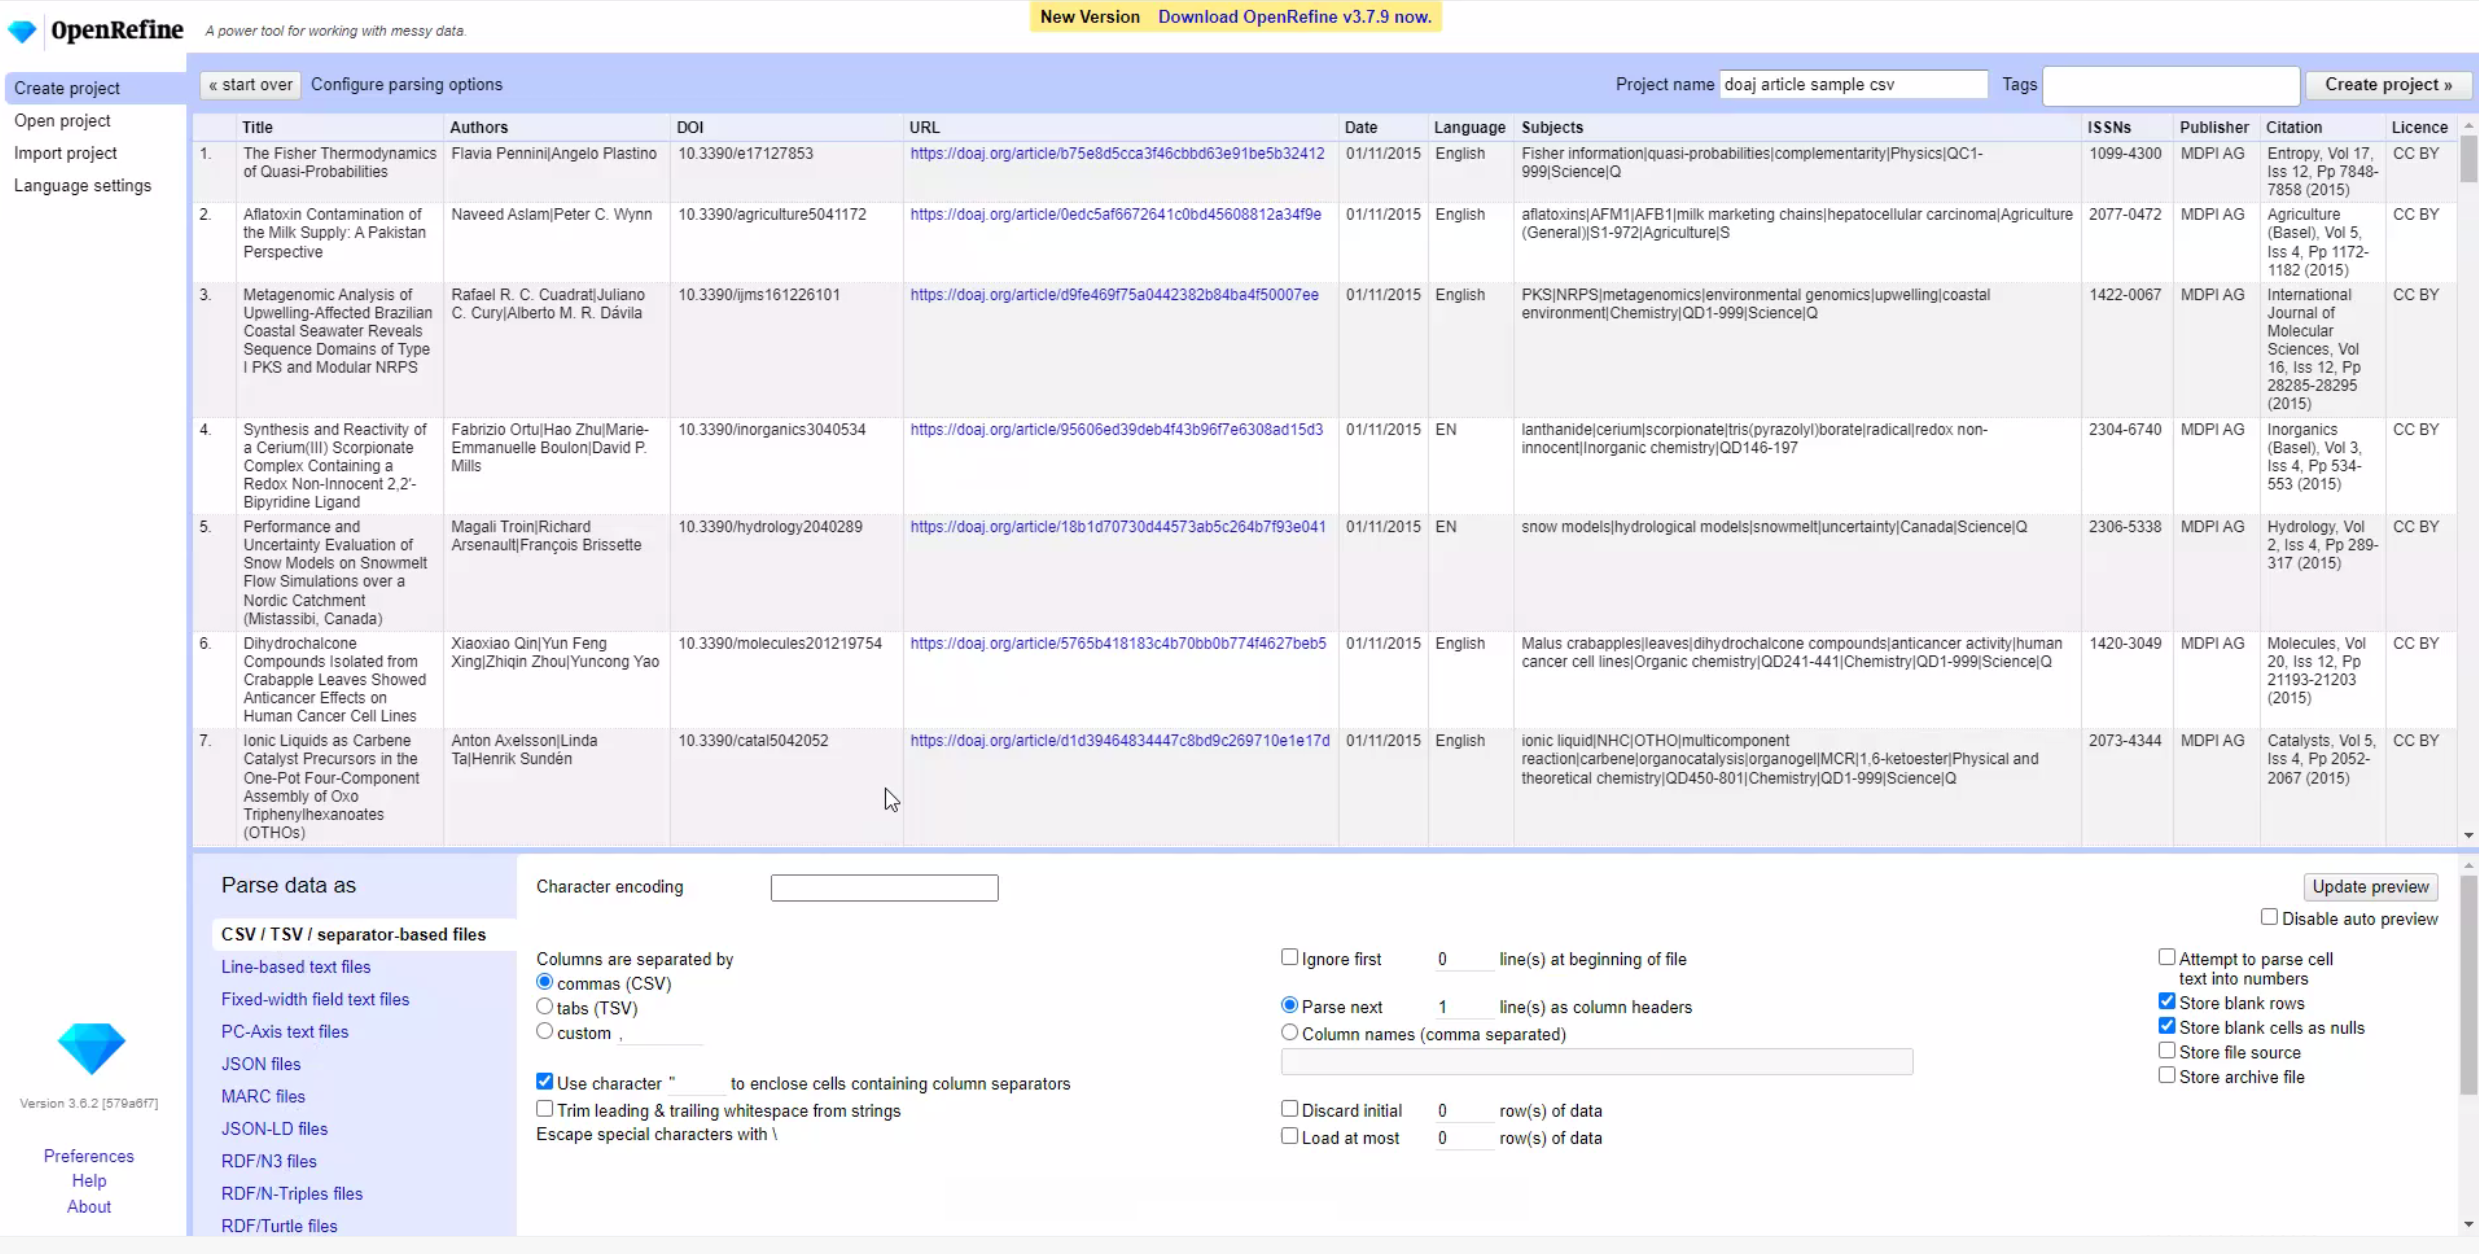 OpenRefine A power tool for working with messy data.
New Version Download OpenRefine v3.7.9 now.
Create project
Open project
Import project
Language settings
« start over Configure parsing options Project name doaj article sample csv Tags Create project »
Title Authors DOI URL Date Language Subjects ISSNs Publisher Citation Licence
1. The Fisher Thermodynamics Flavia Pennini|Angelo Plastino 10.3390/e17127853 https://doaj.org/article/b75e8d5cca3f46cbbd63e91be5b32412 01/11/2015 English Fisher information|quasi-probabilities|complementarity|Physics|QC1- 1099-4300 MDPI AG Entropy, Vol 17, CC BY
of Quasi-Probabilities 999|Science|Q Iss 12, Pp 7848-
7858 (2015)
2. Aflatoxin Contamination of Naveed Aslam|Peter C. Wynn 10.3390/agriculture5041172 https://doaj.org/article/0edc5af6672641c0bd45608812a34f9e 01/11/2015 English aflatoxins|AFM1|AFB1|milk marketing chains|hepatocellular carcinoma|Agriculture 2077-0472 MDPI AG Agriculture CC BY
the Milk Supply: A Pakistan (General)|S1-972|Agriculture|S (Basel), Vol 5,
Perspective Iss 4, Pp 1172-
1182 (2015)
3. Metagenomic Analysis of Rafael R. C. Cuadrat|Juliano 10.3390/ijms161226101 https://doaj.org/article/d9fe469f75a0442382b84ba4f50007ee 01/11/2015 English PKS|NRPS|metagenomics|environmental genomics|upwelling|coastal 1422-0067 MDPI AG International CC BY
Upwelling-Affected Brazilian C. Cury|Alberto M. R. Dávila environment|Chemistry|QD1-999|Science|Q Journal of
Coastal Seawater Reveals Molecular
Sequence Domains of Type Sciences, Vol
I PKS and Modular NRPS 16, Iss 12, Pp
28285-28295
(2015)
4. Synthesis and Reactivity of Fabrizio Ortu|Hao Zhu|Marie- 10.3390/inorganics3040534 https://doaj.org/article/95606ed39deb4f43b96f7e6308ad15d3 01/11/2015 EN lanthanide|cerium|scorpionate|tris(pyrazolyl)borate|radical|redox non- 2304-6740 MDPI AG Inorganics CC BY
a Cerium(III) Scorpionate Emmanuelle Boulon|David P. innocent|Inorganic chemistry|QD146-197 (Basel), Vol 3,
Complex Containing a Mills Iss 4, Pp 534-
Redox Non-Innocent 2,2'- 553 (2015)
Bipyridine Ligand
5. Performance and Magali Troin|Richard 10.3390/hydrology2040289 https://doaj.org/article/18b1d70730d44573ab5c264b7f93e041 01/11/2015 EN snow models|hydrological models|snowmelt|uncertainty|Canada|Science|Q 2306-5338 MDPI AG Hydrology, Vol CC BY
Uncertainty Evaluation of Arsenault|François Brissette 2, Iss 4, Pp 289-
Snow Models on Snowmelt 317 (2015)
Flow Simulations over a
Nordic Catchment
(Mistassibi, Canada)
6. Dihydrochalcone Xiaoxiao Qin|Yun Feng 10.3390/molecules201219754 https://doaj.org/article/5765b418183c4b70bb0b774f4627beb5 01/11/2015 English Malus crabapples|leaves|dihydrochalcone compounds|anticancer activity|human 1420-3049 MDPI AG Molecules, Vol CC BY
Compounds Isolated from Xing|Zhiqin Zhou|Yuncong Yao cancer cell lines|Organic chemistry|QD241-441|Chemistry|QD1-999|Science|Q 20, Iss 12, Pp
Crabapple Leaves Showed 21193-21203
Anticancer Effects on (2015)
Human Cancer Cell Lines
7. Ionic Liquids as Carbene Anton Axelsson|Linda 10.3390/catal5042052 https://doaj.org/article/d1d39464834447c8bd9c269710e1e17d 01/11/2015 English ionic liquid|NHC|OTHO|multicomponent 2073-4344 MDPI AG Catalysts, Vol 5, CC BY
Catalyst Precursors in the Ta|Henrik Sundén reaction|carbene|organocatalysis|organogel|MCR|1,6-ketoester|Physical and Iss 4, Pp 2052-
One-Pot Four-Component theoretical chemistry|QD450-801|Chemistry|QD1-999|Science|Q 2067 (2015)
Assembly of Oxo
Triphenylhexanoates
(OTHOs)
Parse data as
CSV / TSV / separator-based files
Line-based text files
Fixed-width field text files
PC-Axis text files
JSON files
MARC files
JSON-LD files
RDF/N3 files
RDF/N-Triples files
RDF/Turtle files
Character encoding
Update preview
Disable auto preview
Columns are separated by
commas (CSV)
tabs (TSV)
custom ,
Use character " to enclose cells containing column separators
Trim leading & trailing whitespace from strings
Escape special characters with \
Ignore first 0 line(s) at beginning of file
Parse next 1 line(s) as column headers
Column names (comma separated)
Discard initial 0 row(s) of data
Load at most 0 row(s) of data
Attempt to parse cell
text into numbers
Store blank rows
Store blank cells as nulls
Store file source
Store archive file
Version 3.6.2 [579a6f7]
Preferences
Help
About